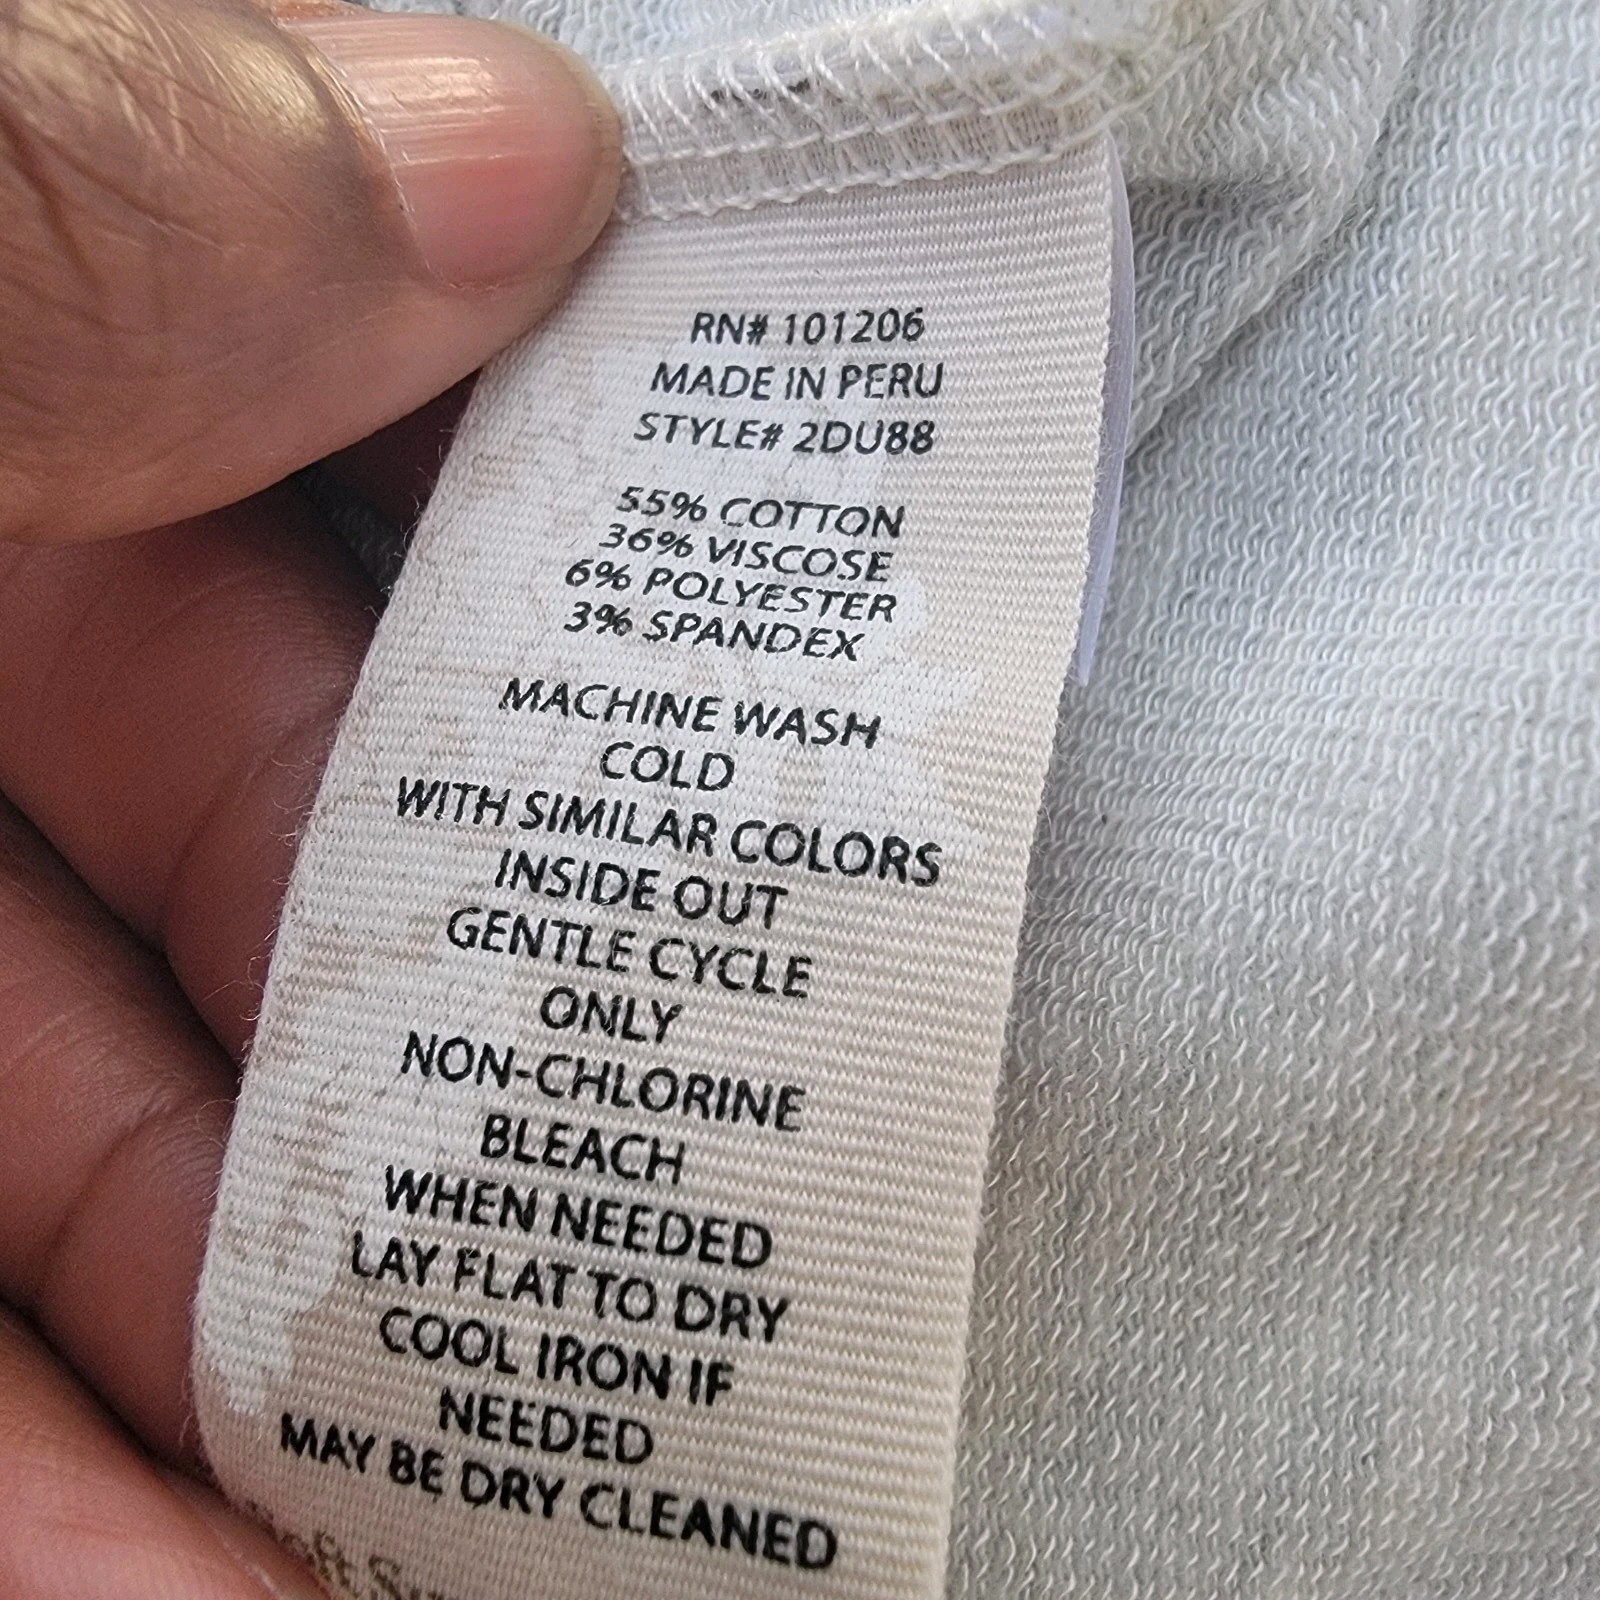 RN# 101206
MADE IN PERU
STYLE# 2DU88
55% COTTON
36% VISCOSE
6% POLYESTER
3% SPANDEX
MACHINE WASH
COLD
WITH SIMILAR COLORS
INSIDE OUT
GENTLE CYCLE
ONLY
NON-CHLORINE
BLEACH
WHEN NEEDED
LAY FLAT TO DRY
COOL IRON IF
NEEDED
MAY BE DRY CLEANED